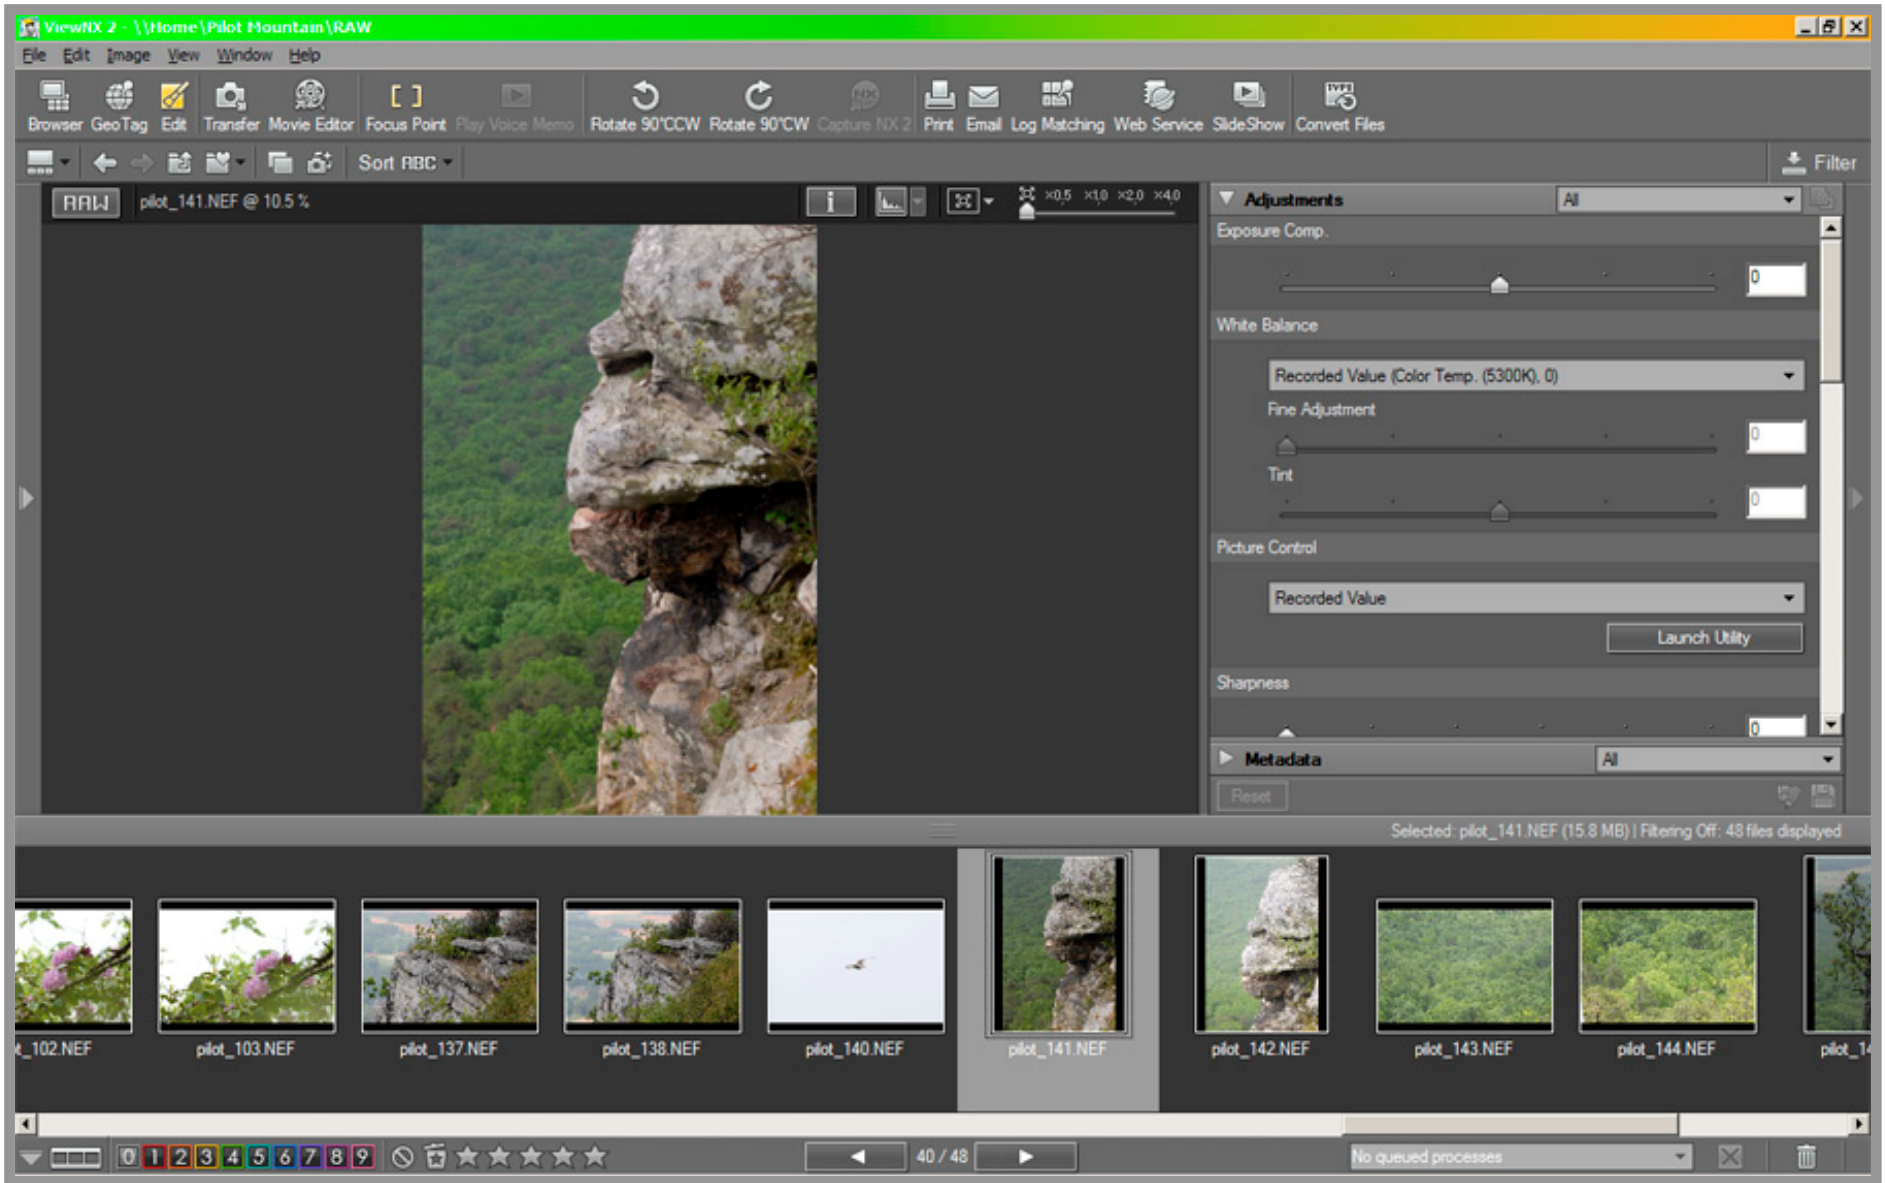 ViewNX 2 - \\Home\Pilot Mountain\RAW
File Edit Image View Window Help
Browser GeoTag Edit Transfer Movie Editor Focus Point Play Voice Memo Rotate 90°CCW Rotate 90°CW Capture NX 2 Print Email Log Matching Web Service SlideShow Convert Files
Sort ABC Filter
RAW pilot_141.NEF @ 10.5 % i x0.5 x1.0 x2.0 x4.0
Adjustments All
Exposure Comp.
0
White Balance
Recorded Value (Color Temp. (5300K), 0)
Fine Adjustment
0
Tint
0
Picture Control
Recorded Value
Launch Utility
Sharpness
0
Metadata All
Reset
Selected: pilot_141.NEF (15.8 MB) | Filtering Off: 48 files displayed
t_102.NEF pilot_103.NEF pilot_137.NEF pilot_138.NEF pilot_140.NEF pilot_141.NEF pilot_142.NEF pilot_143.NEF pilot_144.NEF pilot_14
0 1 2 3 4 5 6 7 8 9 40 / 48 No queued processes